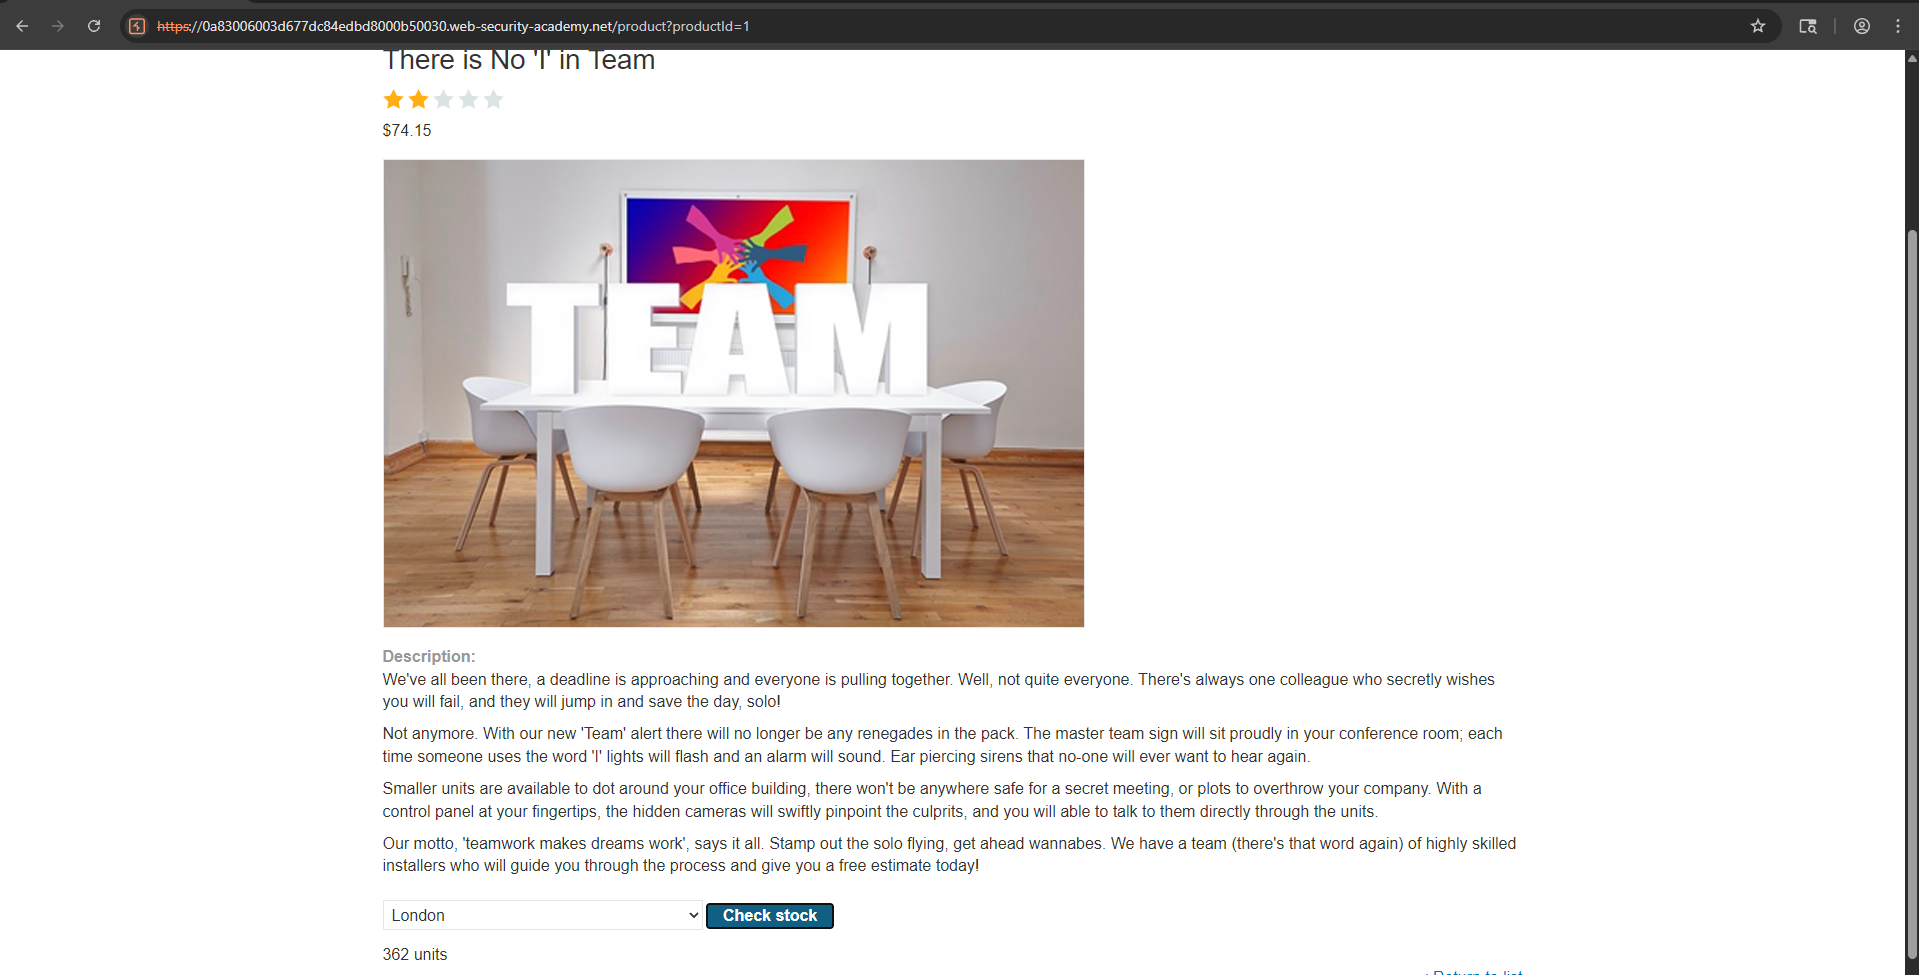 https://0a83006003d677dc84edbd8000b50030.web-security-academy.net/product?productId=1
There is No 'I' in Team
$74.15
TEAM
Description:
We've all been there, a deadline is approaching and everyone is pulling together. Well, not quite everyone. There's always one colleague who secretly wishes
you will fail, and they will jump in and save the day, solo!
Not anymore. With our new 'Team' alert there will no longer be any renegades in the pack. The master team sign will sit proudly in your conference room; each
time someone uses the word 'I' lights will flash and an alarm will sound. Ear piercing sirens that no-one will ever want to hear again.
Smaller units are available to dot around your office building, there won't be anywhere safe for a secret meeting, or plots to overthrow your company. With a
control panel at your fingertips, the hidden cameras will swiftly pinpoint the culprits, and you will able to talk to them directly through the units.
Our motto, 'teamwork makes dreams work', says it all. Stamp out the solo flying, get ahead wannabes. We have a team (there's that word again) of highly skilled
installers who will guide you through the process and give you a free estimate today!
London Check stock
362 units
< Return to list